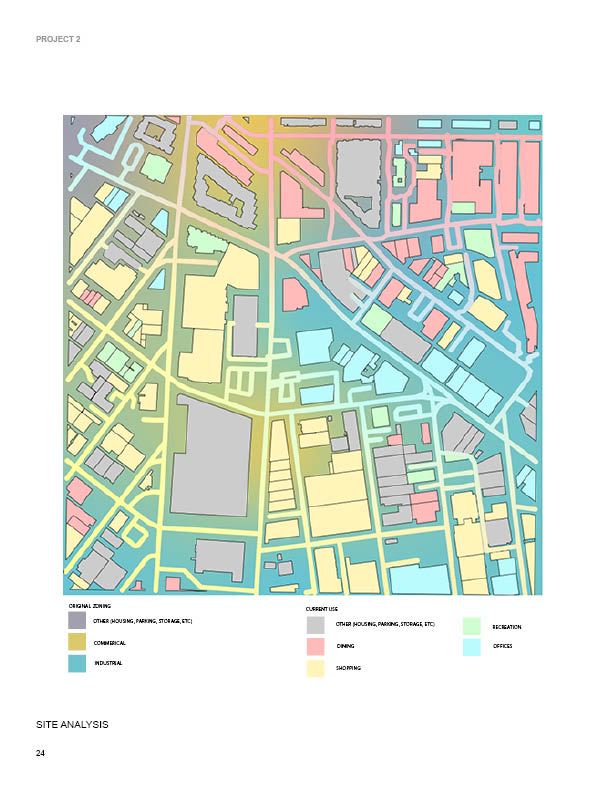 PROJECT 2
ORIGINAL ZONING
OTHER (HOUSING, PARKING, STORAGE, ETC)
COMMERICAL
INDUSTRIAL
CURRENT USE
OTHER (HOUSING, PARKING, STORAGE, ETC)
DINING
SHOPPING
RECREATION
OFFICES
SITE ANALYSIS
24